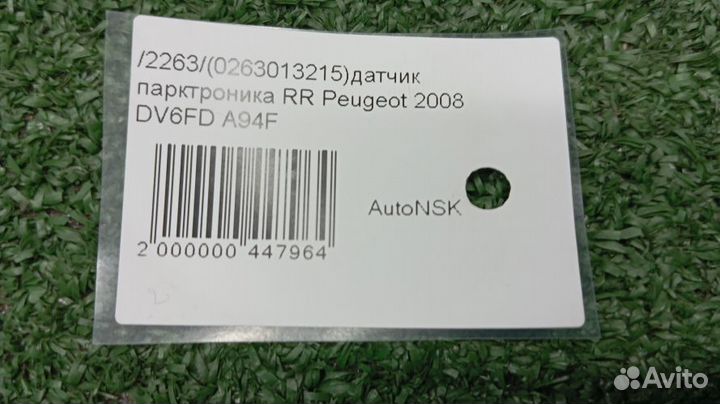 /2263/(0263013215)датчик
парктроника RR Peugeot 2008
DV6FD A94F
AutoNSK
2 000000 447964
Avito